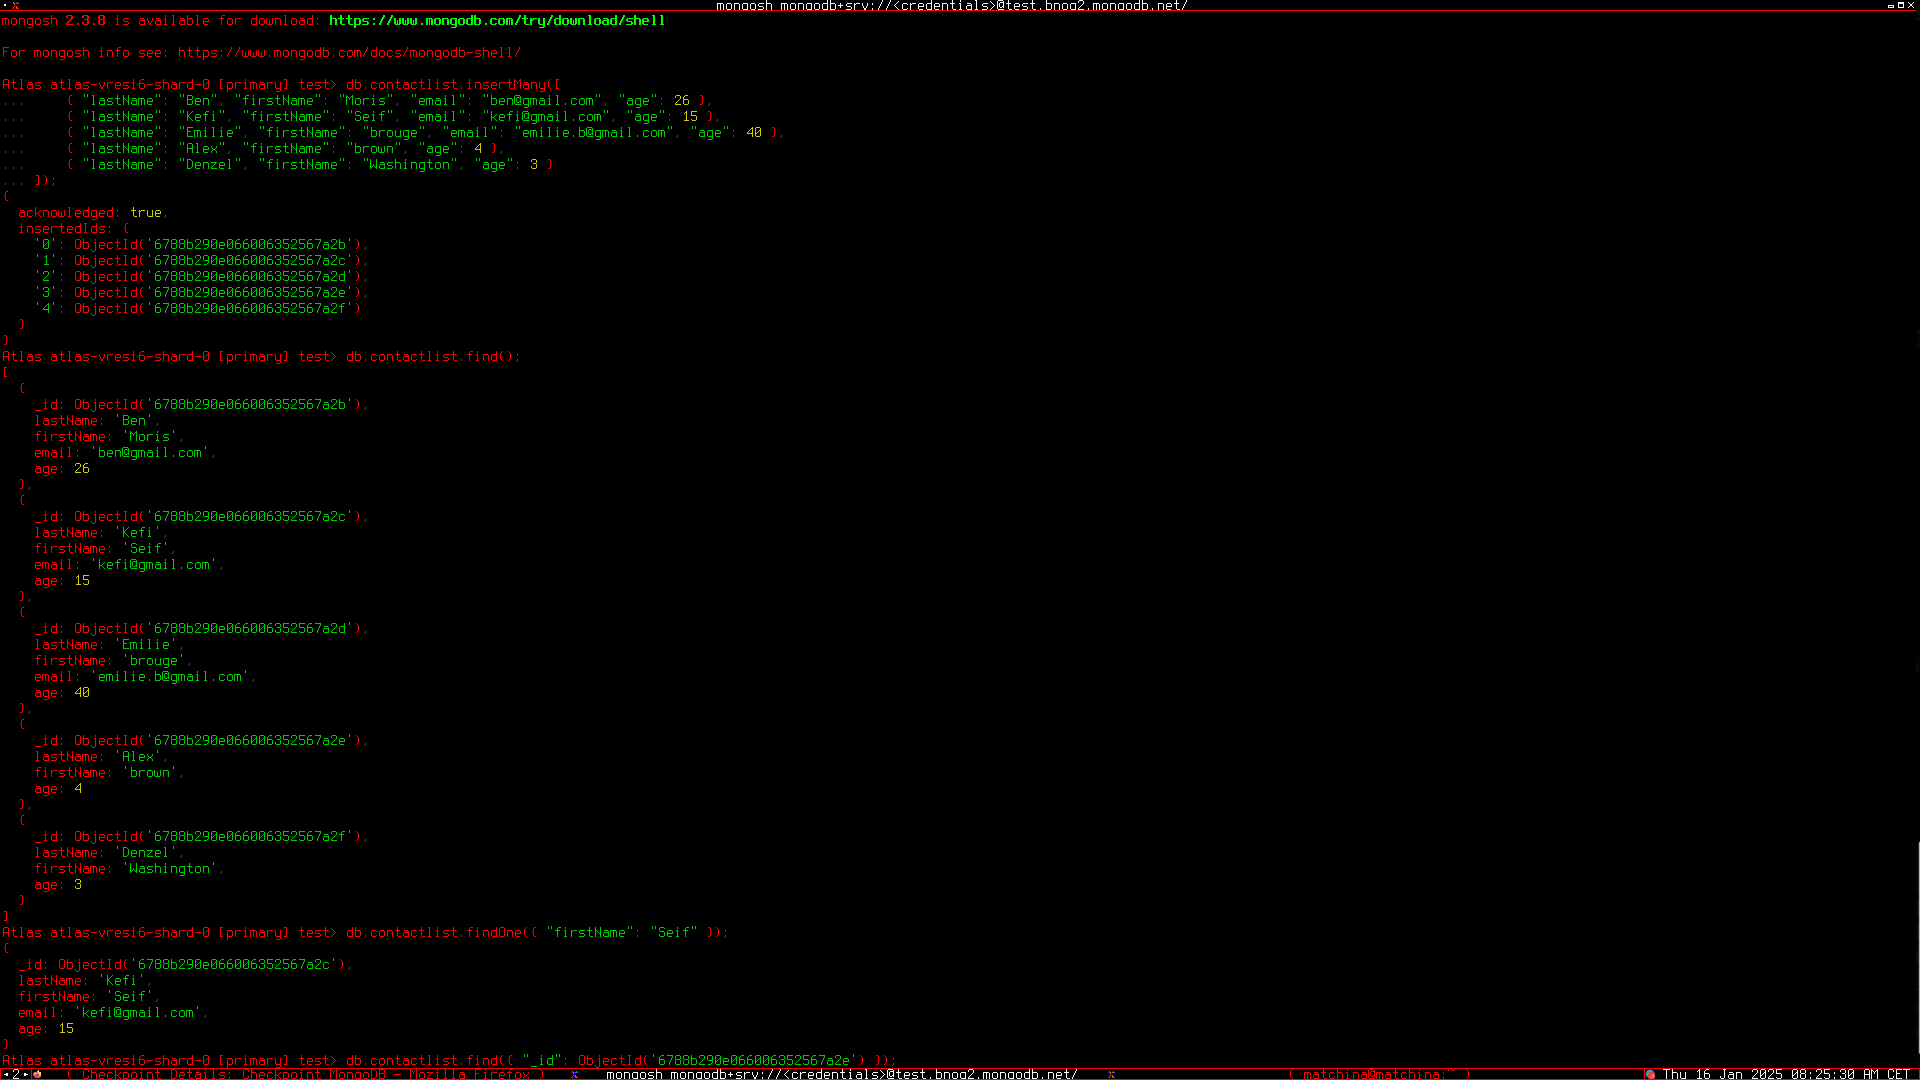 mongosh mongodb+srv://<credentials>@test.bnog2.mongodb.net/
mongosh 2.3.8 is available for download: https://www.mongodb.com/try/download/shell
For mongosh info see: https://www.mongodb.com/docs/mongodb-shell/
Atlas atlas-vresi6-shard-0 [primary] test> db.contactlist.insertMany([
...     { "lastName": "Ben", "firstName": "Moris", "email": "ben@gmail.com", "age": 26 },
...     { "lastName": "Kefi", "firstName": "Seif", "email": "kefi@gmail.com", "age": 15 },
...     { "lastName": "Emilie", "firstName": "brouge", "email": "emilie.b@gmail.com", "age": 40 },
...     { "lastName": "Alex", "firstName": "brown", "age": 4 },
...     { "lastName": "Denzel", "firstName": "Washington", "age": 3 }
... ]);
{
  acknowledged: true,
  insertedIds: {
    '0': ObjectId('6788b290e066006352567a2b'),
    '1': ObjectId('6788b290e066006352567a2c'),
    '2': ObjectId('6788b290e066006352567a2d'),
    '3': ObjectId('6788b290e066006352567a2e'),
    '4': ObjectId('6788b290e066006352567a2f')
  }
}
Atlas atlas-vresi6-shard-0 [primary] test> db.contactlist.find();
[
  {
    _id: ObjectId('6788b290e066006352567a2b'),
    lastName: 'Ben',
    firstName: 'Moris',
    email: 'ben@gmail.com',
    age: 26
  },
  {
    _id: ObjectId('6788b290e066006352567a2c'),
    lastName: 'Kefi',
    firstName: 'Seif',
    email: 'kefi@gmail.com',
    age: 15
  },
  {
    _id: ObjectId('6788b290e066006352567a2d'),
    lastName: 'Emilie',
    firstName: 'brouge',
    email: 'emilie.b@gmail.com',
    age: 40
  },
  {
    _id: ObjectId('6788b290e066006352567a2e'),
    lastName: 'Alex',
    firstName: 'brown',
    age: 4
  },
  {
    _id: ObjectId('6788b290e066006352567a2f'),
    lastName: 'Denzel',
    firstName: 'Washington',
    age: 3
  }
]
Atlas atlas-vresi6-shard-0 [primary] test> db.contactlist.findOne({ "firstName": "Seif" });
{
  _id: ObjectId('6788b290e066006352567a2c'),
  lastName: 'Kefi',
  firstName: 'Seif',
  email: 'kefi@gmail.com',
  age: 15
}
Atlas atlas-vresi6-shard-0 [primary] test> db.contactlist.find({ "_id": ObjectId('6788b290e066006352567a2e') });
2 ( Checkpoint Details: Checkpoint MongoDB — Mozilla Firefox ) mongosh mongodb+srv://<credentials>@test.bnog2.mongodb.net/ ( matchina@matchina:~ ) Thu 16 Jan 2025 08:25:30 AM CET